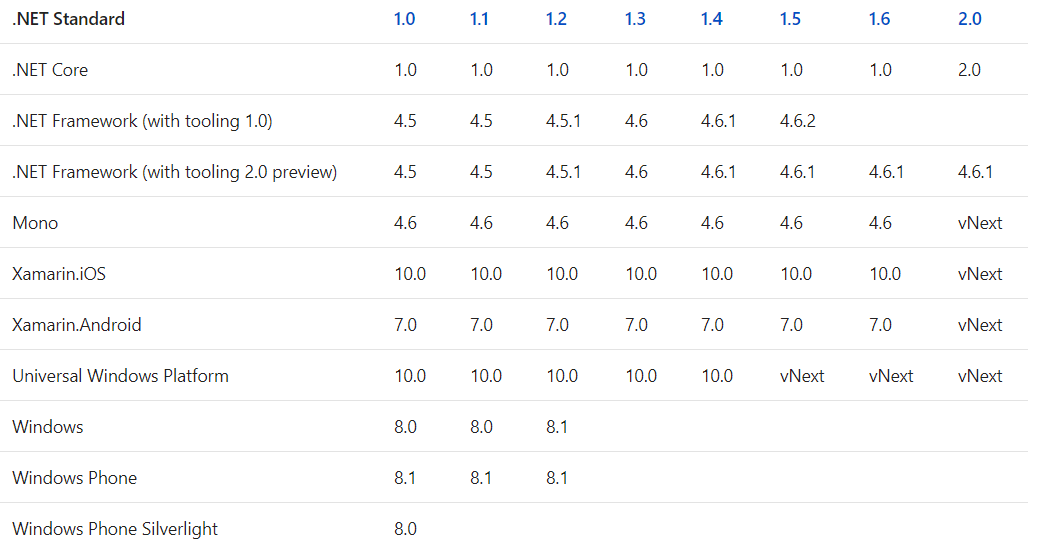 .NET Standard 1.0 1.1 1.2 1.3 1.4 1.5 1.6 2.0
.NET Core 1.0 1.0 1.0 1.0 1.0 1.0 1.0 2.0
.NET Framework (with tooling 1.0) 4.5 4.5 4.5.1 4.6 4.6.1 4.6.2
.NET Framework (with tooling 2.0 preview) 4.5 4.5 4.5.1 4.6 4.6.1 4.6.1 4.6.1 4.6.1
Mono 4.6 4.6 4.6 4.6 4.6 4.6 4.6 vNext
Xamarin.iOS 10.0 10.0 10.0 10.0 10.0 10.0 10.0 vNext
Xamarin.Android 7.0 7.0 7.0 7.0 7.0 7.0 7.0 vNext
Universal Windows Platform 10.0 10.0 10.0 10.0 10.0 vNext vNext vNext
Windows 8.0 8.0 8.1
Windows Phone 8.1 8.1 8.1
Windows Phone Silverlight 8.0